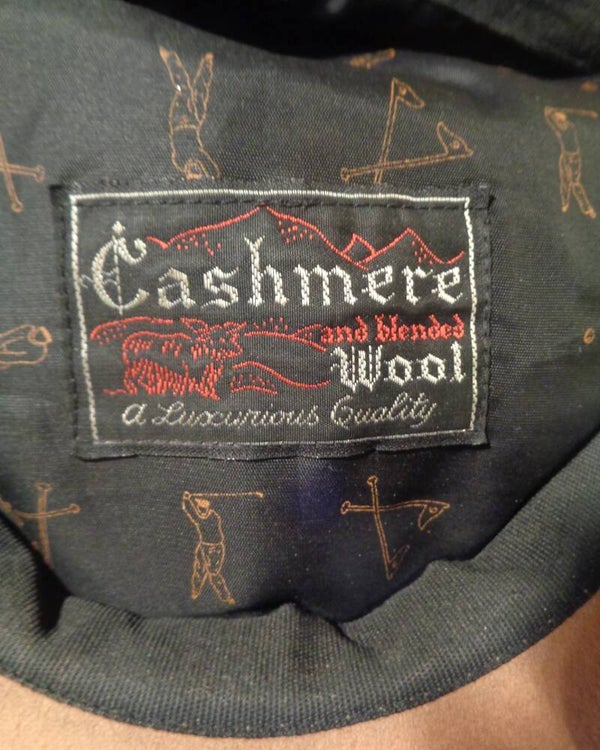 Cashmere
and blended
Wool
a Luxurious Quality